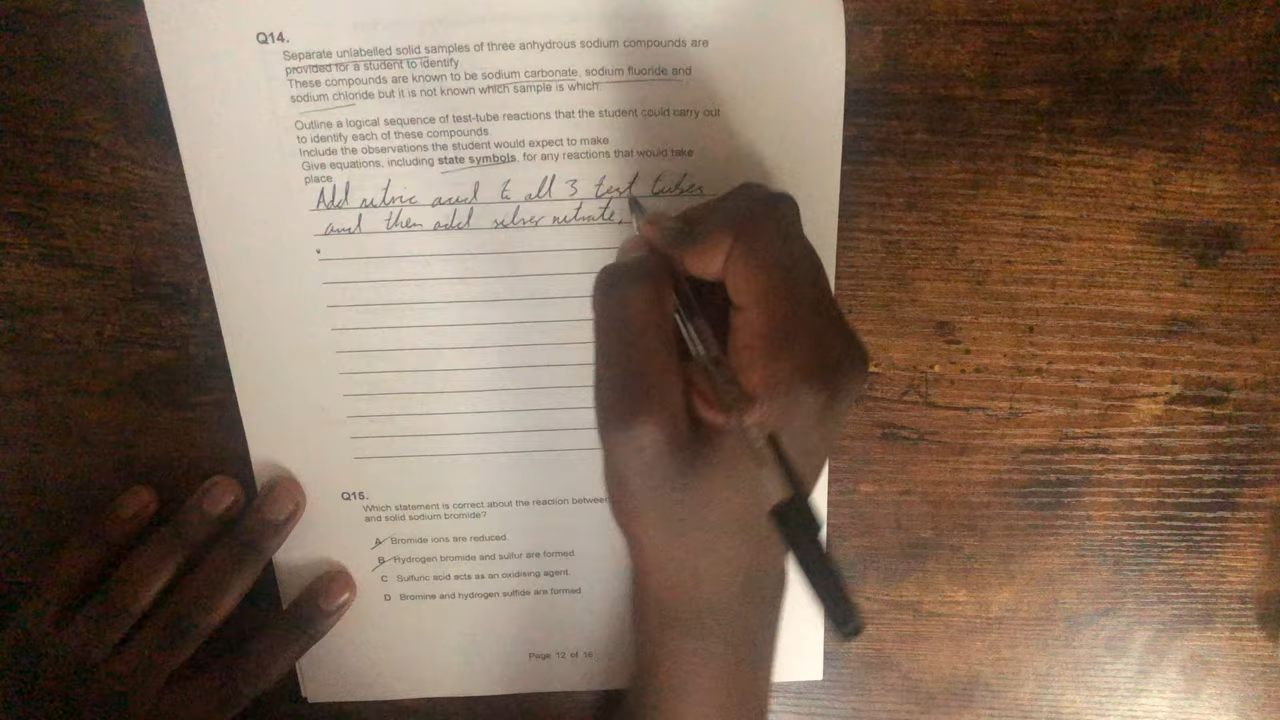 Q14.
Separate unlabelled solid samples of three anhydrous sodium compounds are
provided for a student to identify.
These compounds are known to be sodium carbonate, sodium fluoride and
sodium chloride but it is not known which sample is which.
Outline a logical sequence of test-tube reactions that the student could carry out
to identify each of these compounds.
Include the observations the student would expect to make
Give equations, including state symbols, for any reactions that would take
place
Add nitric acid to all 3 test tubes
and then add silver nitrate.
Q15.
Which statement is correct about the reaction between
and solid sodium bromide?
A Bromide ions are reduced.
B Hydrogen bromide and sulfur are formed.
C Sulfuric acid acts as an oxidising agent.
D Bromine and hydrogen sulfide are formed
Page 12 of 16